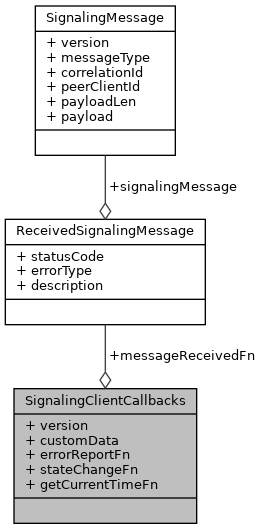 SignalingMessage
+ version
+ messageType
+ correlationId
+ peerClientId
+ payloadLen
+ payload
+signalingMessage
ReceivedSignalingMessage
+ statusCode
+ errorType
+ description
+messageReceivedFn
SignalingClientCallbacks
+ version
+ customData
+ errorReportFn
+ stateChangeFn
+ getCurrentTimeFn